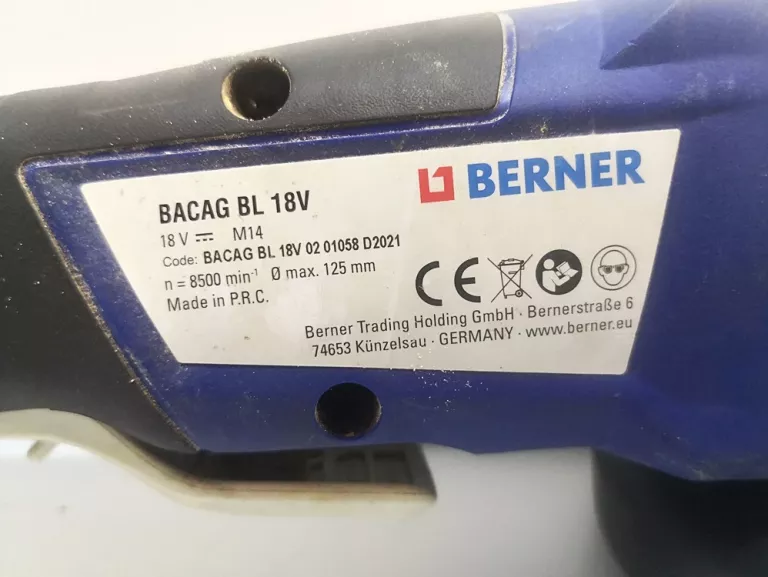 BERNER
BACAG BL 18V
18 V ⎓ M14
Code: BACAG BL 18V 02 01058 D2021
n = 8500 min-¹ Ø max. 125 mm
Made in P.R.C.
CE
Berner Trading Holding GmbH · Bernerstraße 6
74653 Künzelsau · GERMANY · www.berner.eu